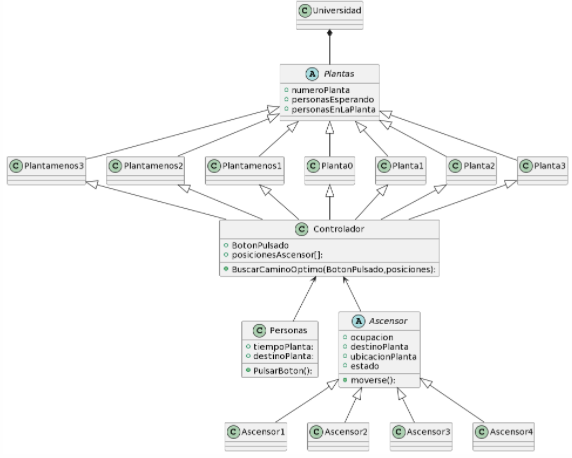 C Universidad
A Plantas
numeroPlanta
personasEsperando
personasEnLaPlanta
C Plantamenos3
C Plantamenos2
C Plantamenos1
C Planta0
C Planta1
C Planta2
C Planta3
C Controlador
BotonPulsado
posicionesAscensor[]:
BuscarCaminoOptimo(BotonPulsado,posiciones):
C Personas
tiempoPlanta:
destinoPlanta:
PulsarBoton():
A Ascensor
ocupacion
destinoPlanta
ubicacionPlanta
estado
moverse():
C Ascensor1
C Ascensor2
C Ascensor3
C Ascensor4